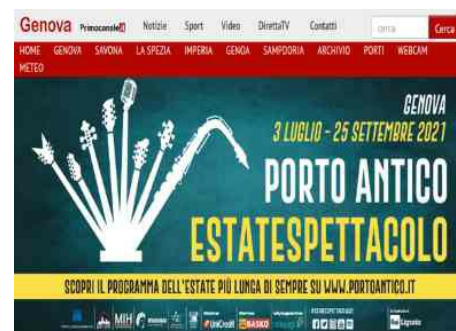 Genova Primocanale.it Notizie Sport Video DirettaTV Contatti cerca Cerca
HOME GENOVA SAVONA LA SPEZIA IMPERIA GENOA SAMPDORIA ARCHIVIO PORTI WEBCAM
METEO
GENOVA
3 LUGLIO - 25 SETTEMBRE 2021
PORTO ANTICO
ESTATESPETTACOLO
SCOPRI IL PROGRAMMA DELL'ESTATE PIÙ LUNGA DI SEMPRE SU WWW.PORTOANTICO.IT
MIH UniCredit BASKO